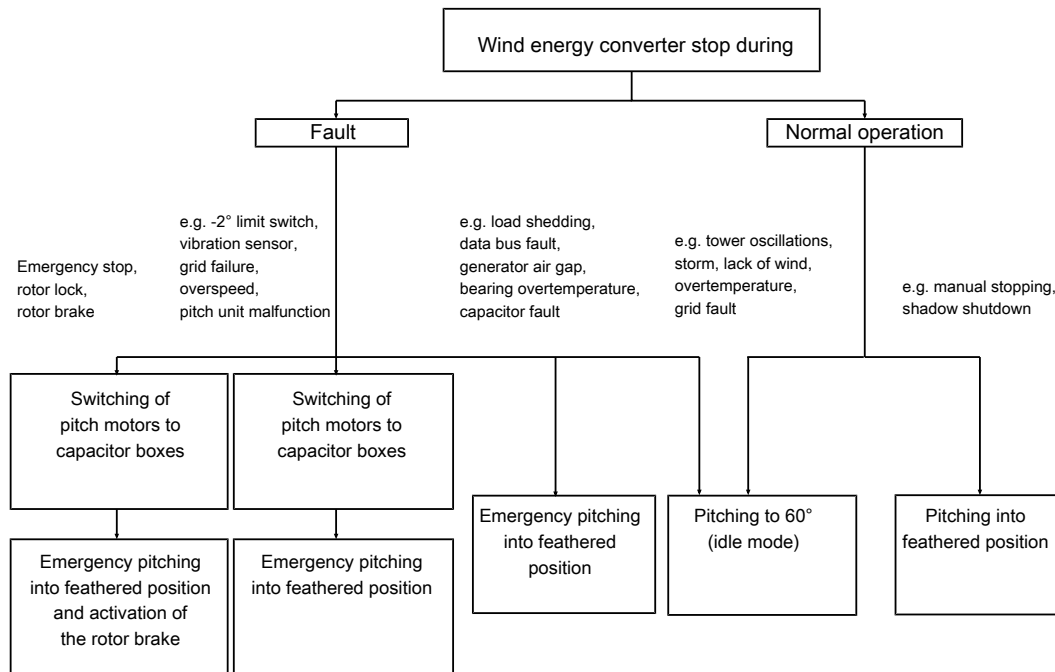 Wind energy converter stop during
Fault
Normal operation
Emergency stop,
rotor lock,
rotor brake
e.g. -2° limit switch,
vibration sensor,
grid failure,
overspeed,
pitch unit malfunction
e.g. load shedding,
data bus fault,
generator air gap,
bearing overtemperature,
capacitor fault
e.g. tower oscillations,
storm, lack of wind,
overtemperature,
grid fault
e.g. manual stopping,
shadow shutdown
Switching of
pitch motors to
capacitor boxes
Switching of
pitch motors to
capacitor boxes
Emergency pitching
into feathered position
and activation of
the rotor brake
Emergency pitching
into feathered position
Emergency pitching
into feathered
position
Pitching to 60°
(idle mode)
Pitching into
feathered position